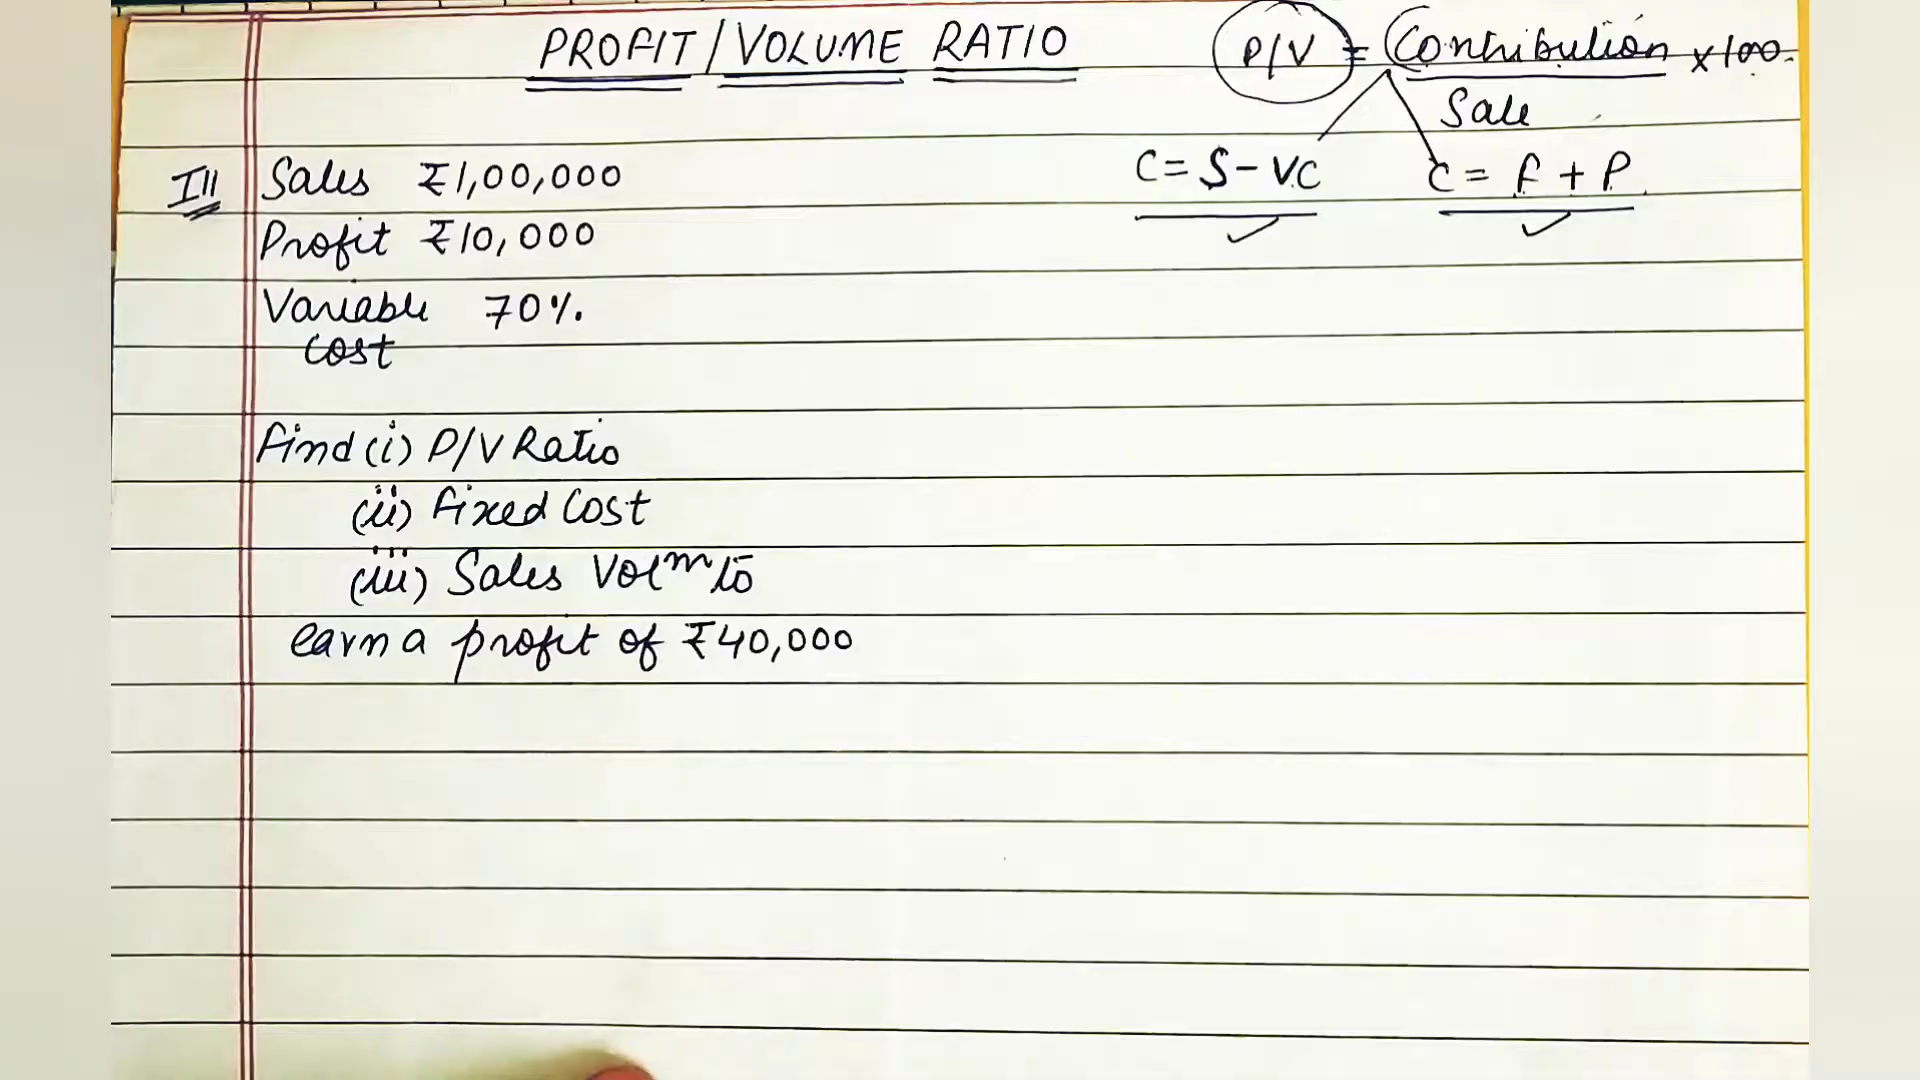 PROFIT/VOLUME RATIO
P/V = Contribution x100.
Sale
C=S-VC C = F + P
III Sales ₹1,00,000
Profit ₹10,000
Variable 70%.
Cost
Find (i) P/V Ratio
(ii) Fixed Cost
(iii) Sales Volm to
earn a profit of ₹40,000